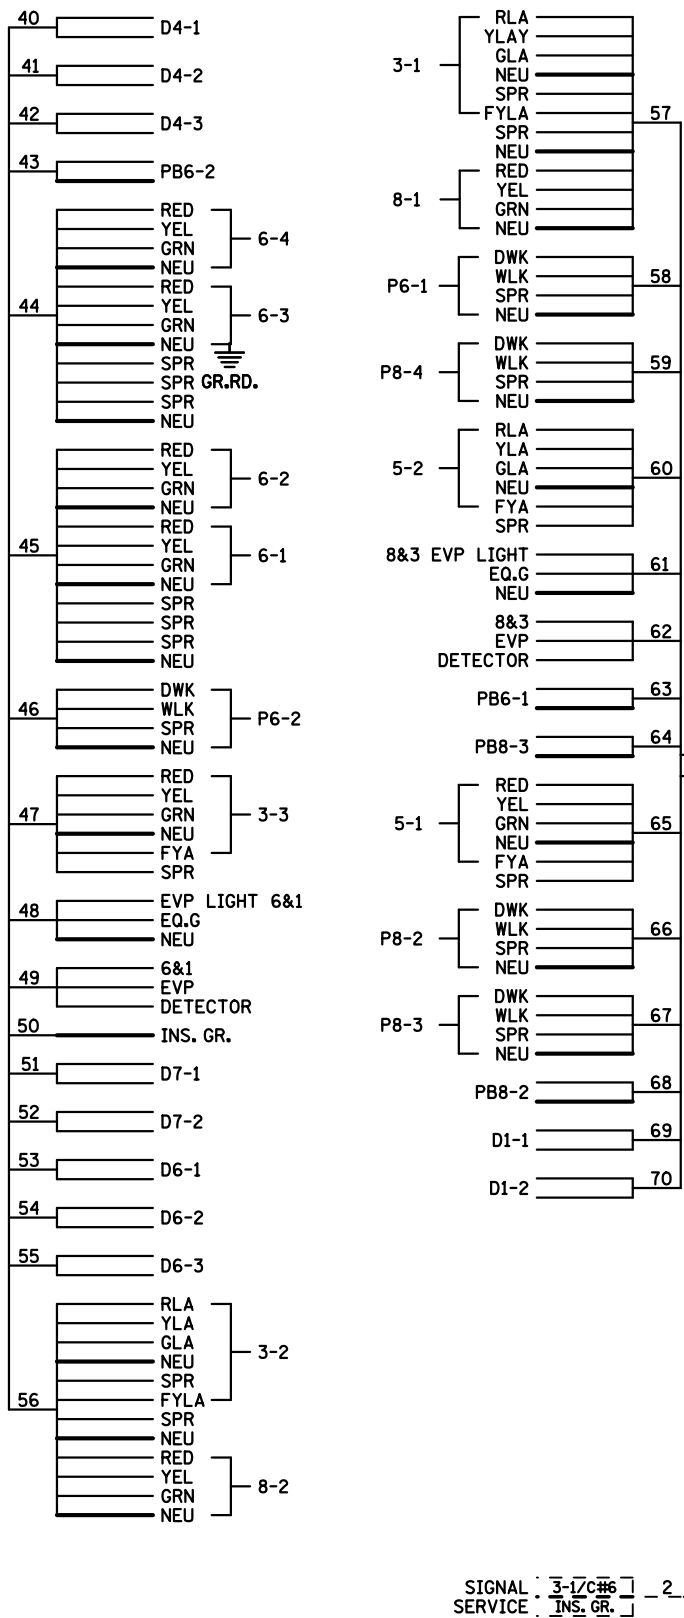 40
D4-1
41
D4-2
42
D4-3
43
PB6-2
44
RED
YEL
GRN
NEU
6-4
RED
YEL
GRN
NEU
6-3
SPR
SPR GR.RD.
SPR
NEU
45
RED
YEL
GRN
NEU
6-2
RED
YEL
GRN
NEU
6-1
SPR
SPR
SPR
NEU
46
DWK
WLK
SPR
NEU
P6-2
47
RED
YEL
GRN
NEU
FYA
3-3
SPR
48
EVP LIGHT 6&1
EQ.G
NEU
49
6&1
EVP
DETECTOR
50
INS. GR.
51
D7-1
52
D7-2
53
D6-1
54
D6-2
55
D6-3
56
RLA
YLA
GLA
NEU
SPR
FYLA
3-2
SPR
NEU
RED
YEL
GRN
NEU
8-2
3-1
RLA
YLAY
GLA
NEU
SPR
FYLA
57
SPR
NEU
8-1
RED
YEL
GRN
NEU
P6-1
DWK
WLK
SPR
NEU
58
P8-4
DWK
WLK
SPR
NEU
59
5-2
RLA
YLA
GLA
NEU
FYA
SPR
60
8&3 EVP LIGHT
EQ.G
NEU
61
8&3
EVP
DETECTOR
62
PB6-1
63
PB8-3
64
5-1
RED
YEL
GRN
NEU
FYA
SPR
65
P8-2
DWK
WLK
SPR
NEU
66
P8-3
DWK
WLK
SPR
NEU
67
PB8-2
68
D1-1
69
D1-2
70
SIGNAL 3-1/C#6 2
SERVICE INS. GR.